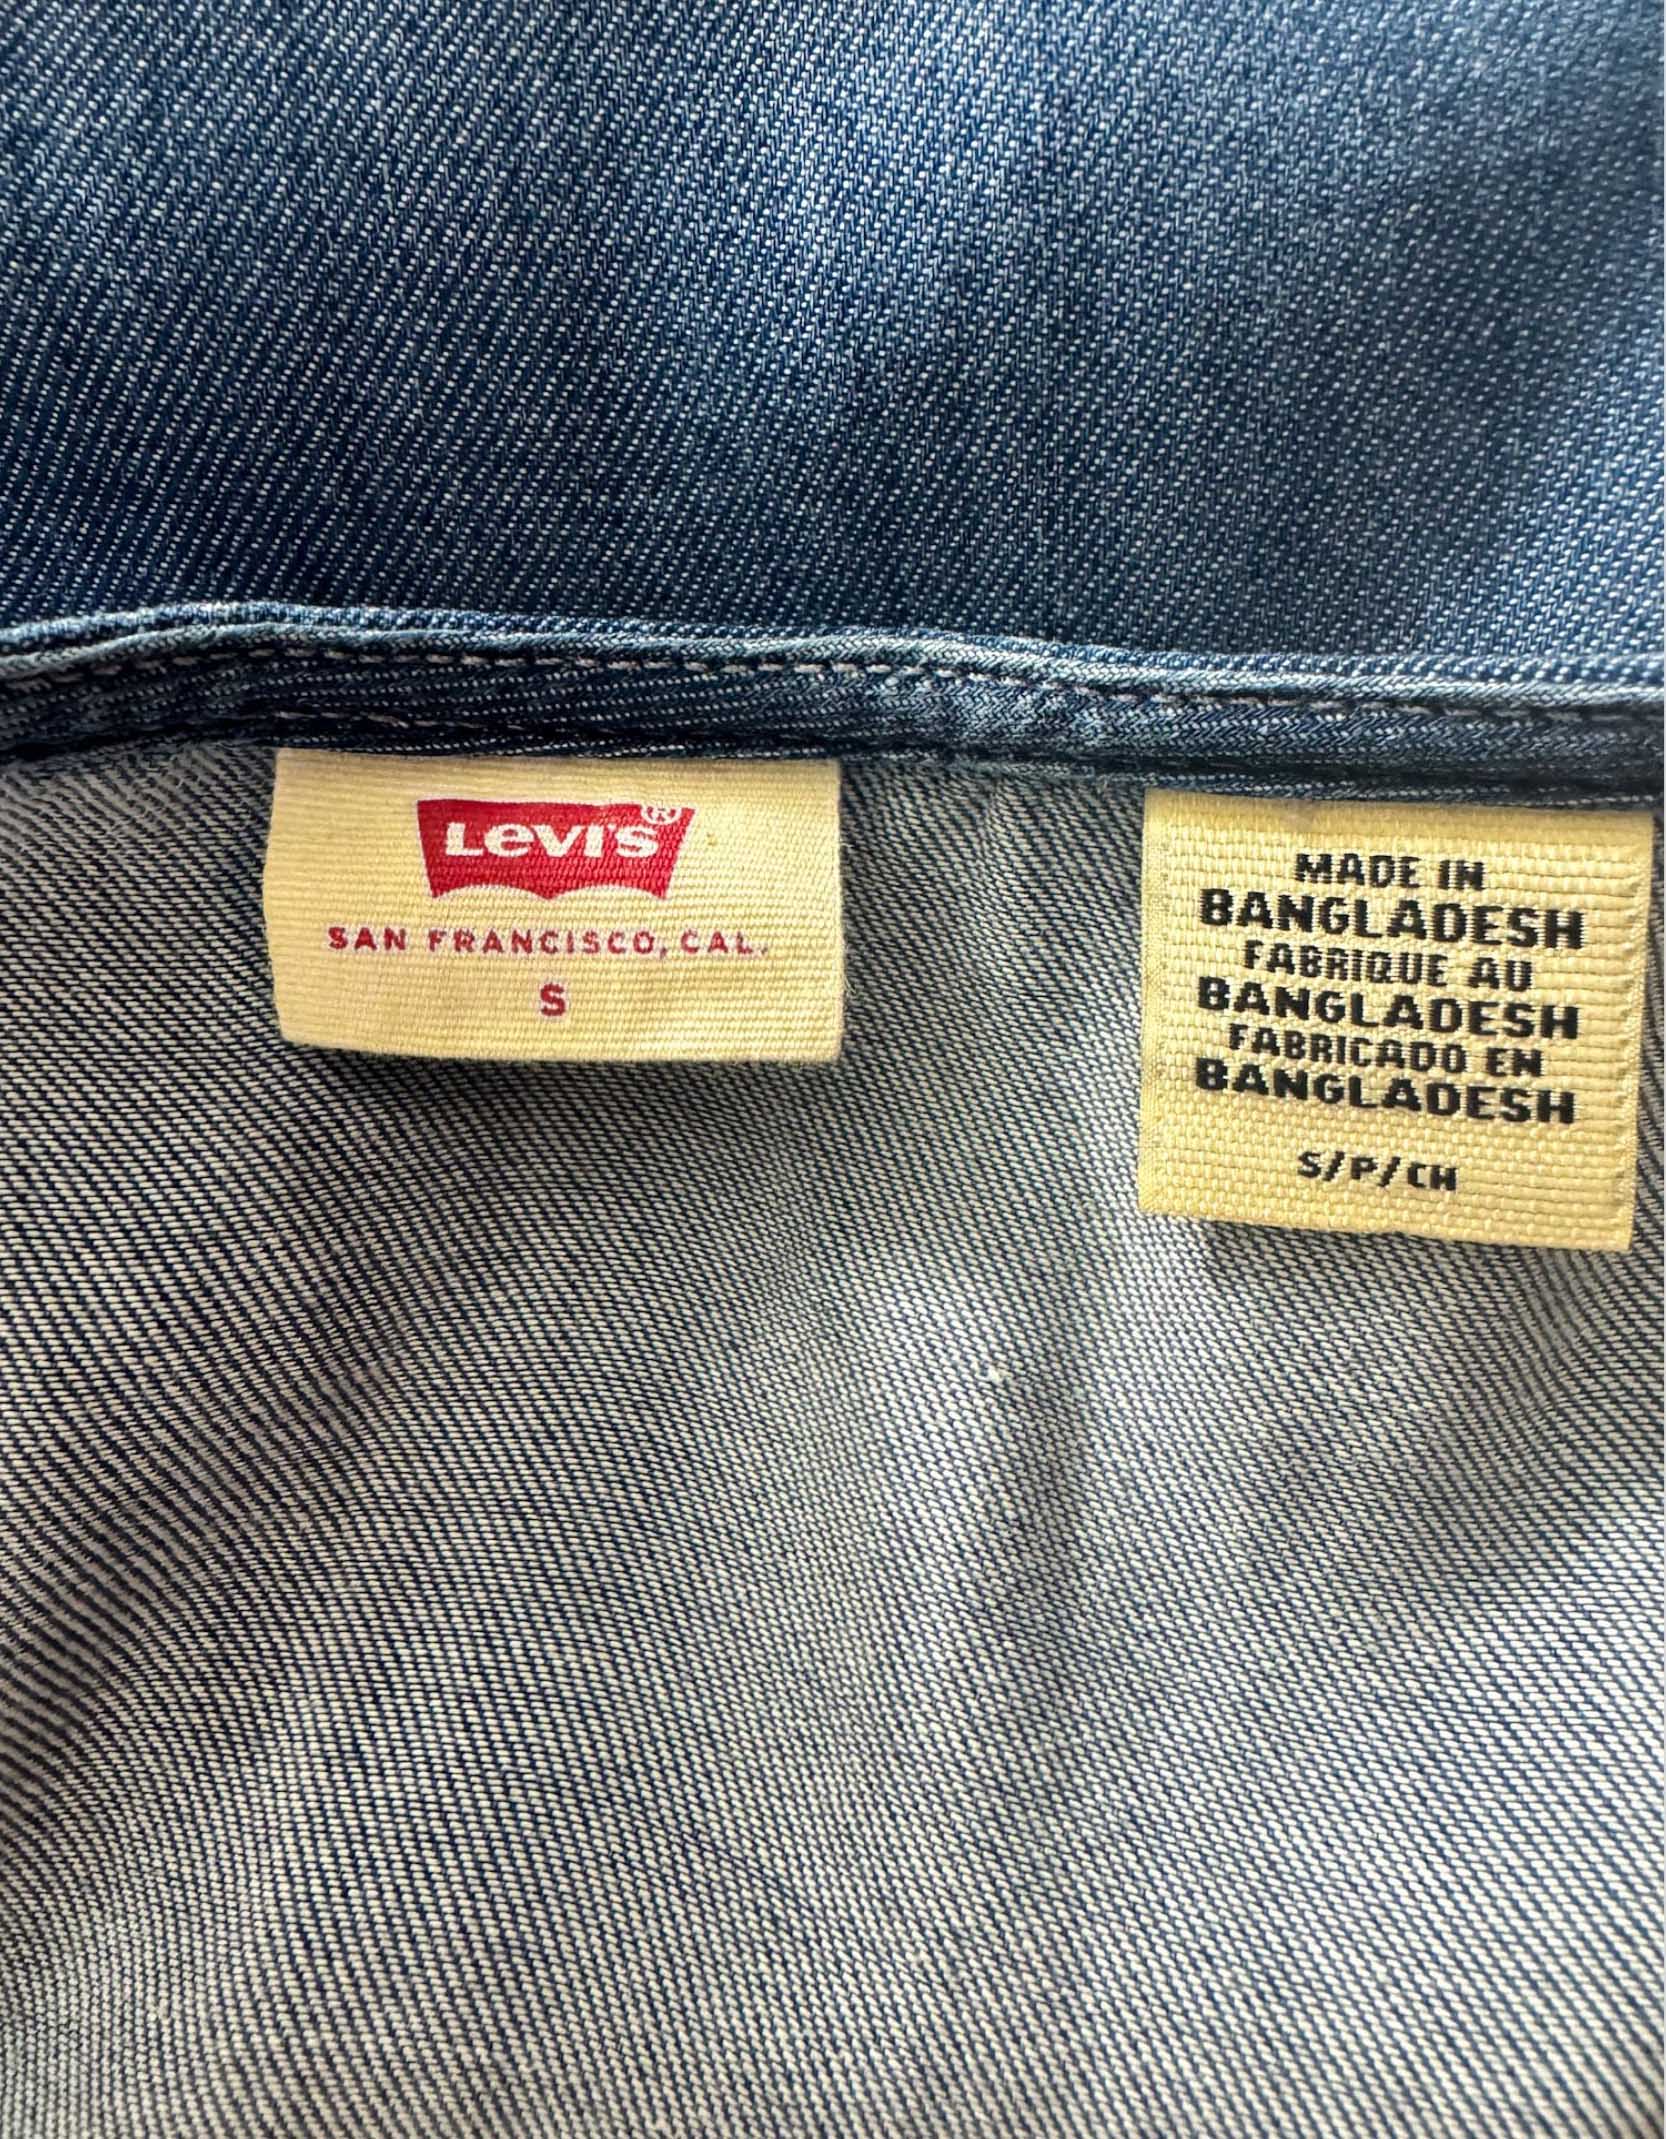 Levi's®
SAN FRANCISCO, CAL.
S
MADE IN
BANGLADESH
FABRIQUE AU
BANGLADESH
FABRICADO EN
BANGLADESH
S/P/CH